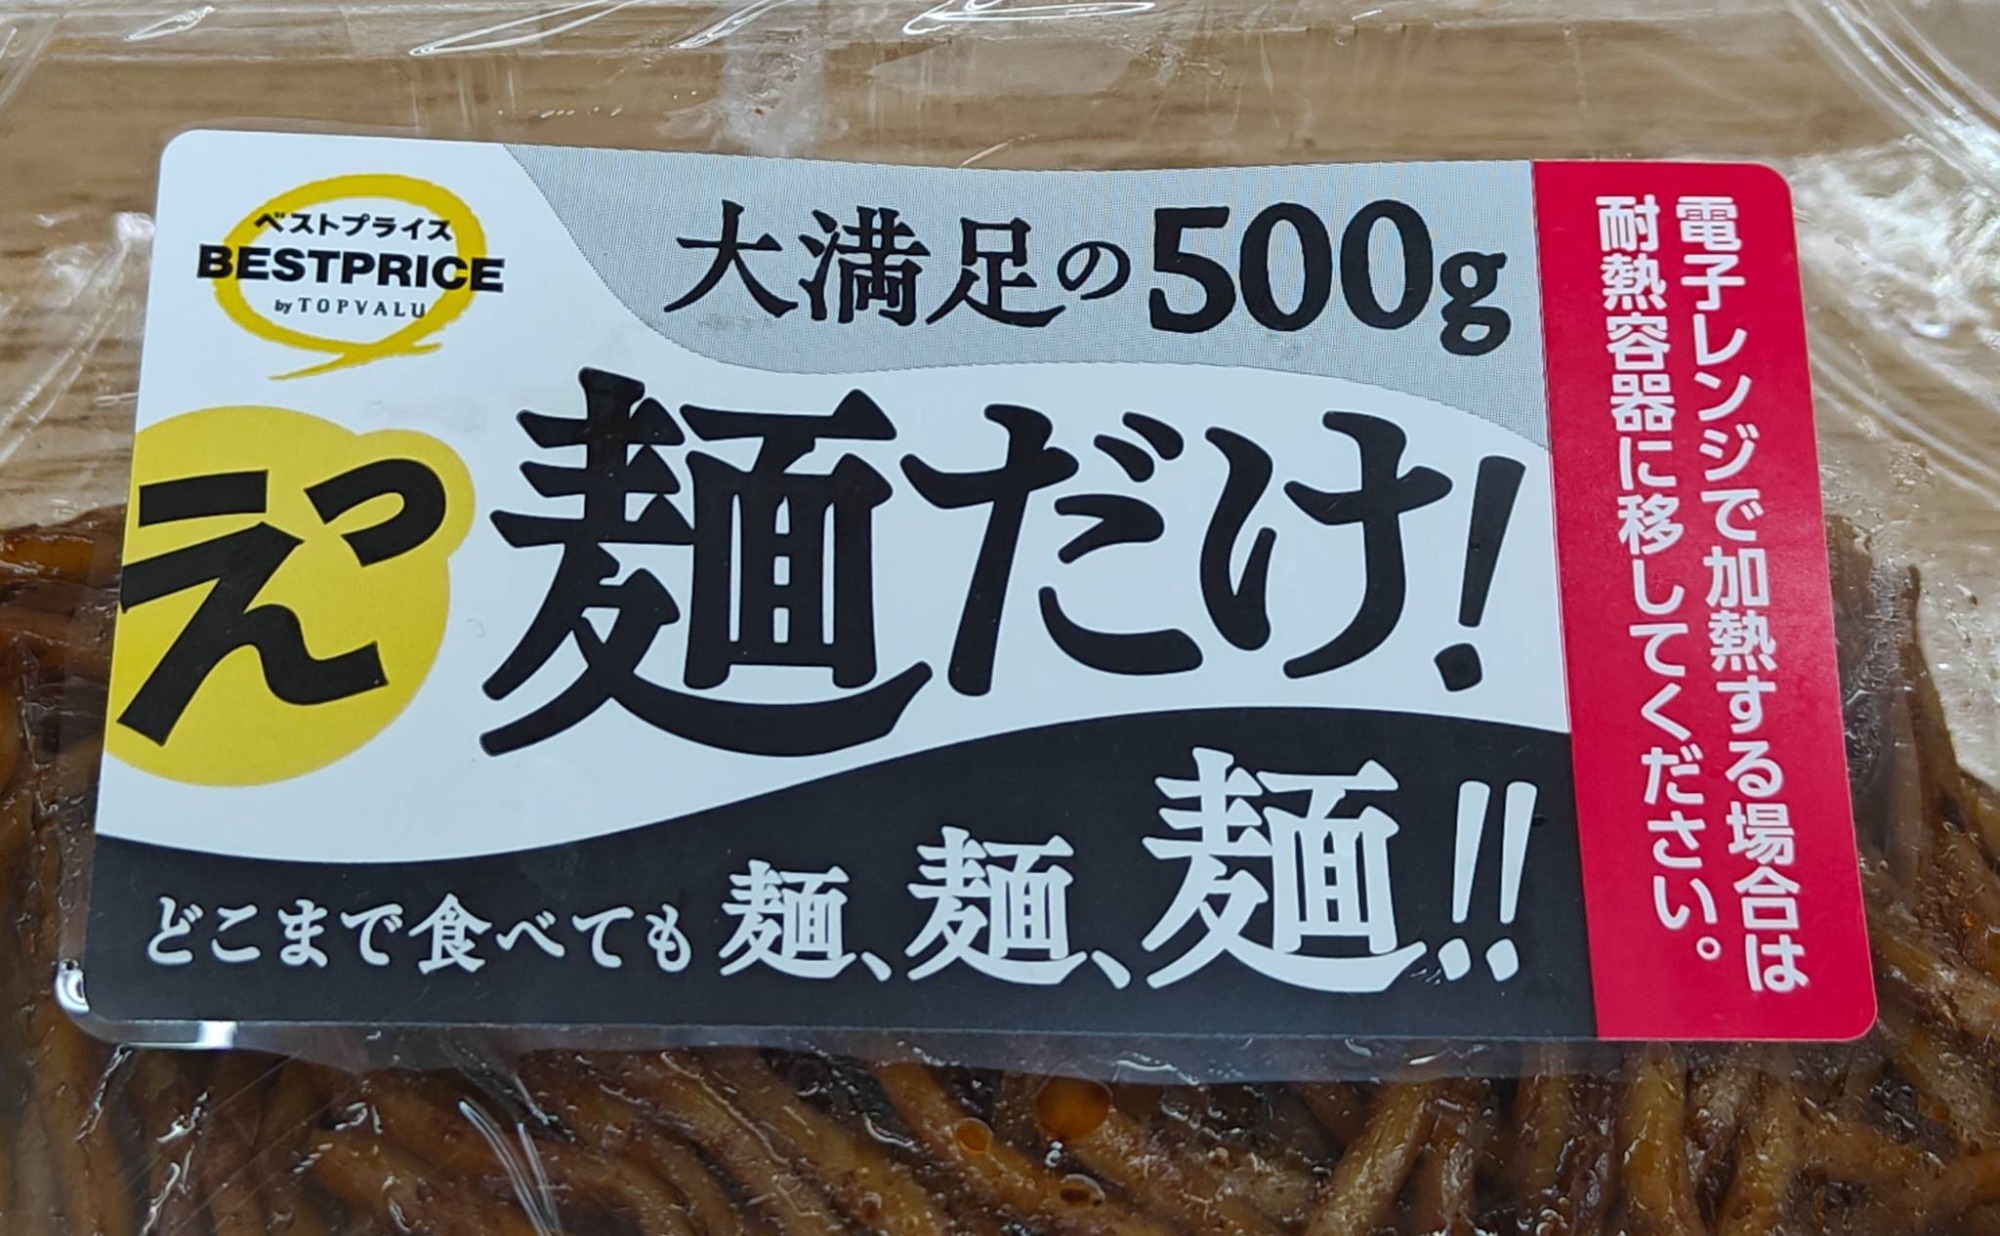 ベストプライス
BESTPRICE
by TOPVALU
大満足の500g
えっ
麺だけ!
どこまで食べても麺、麺、麺!!
電子レンジで加熱する場合は
耐熱容器に移してください。